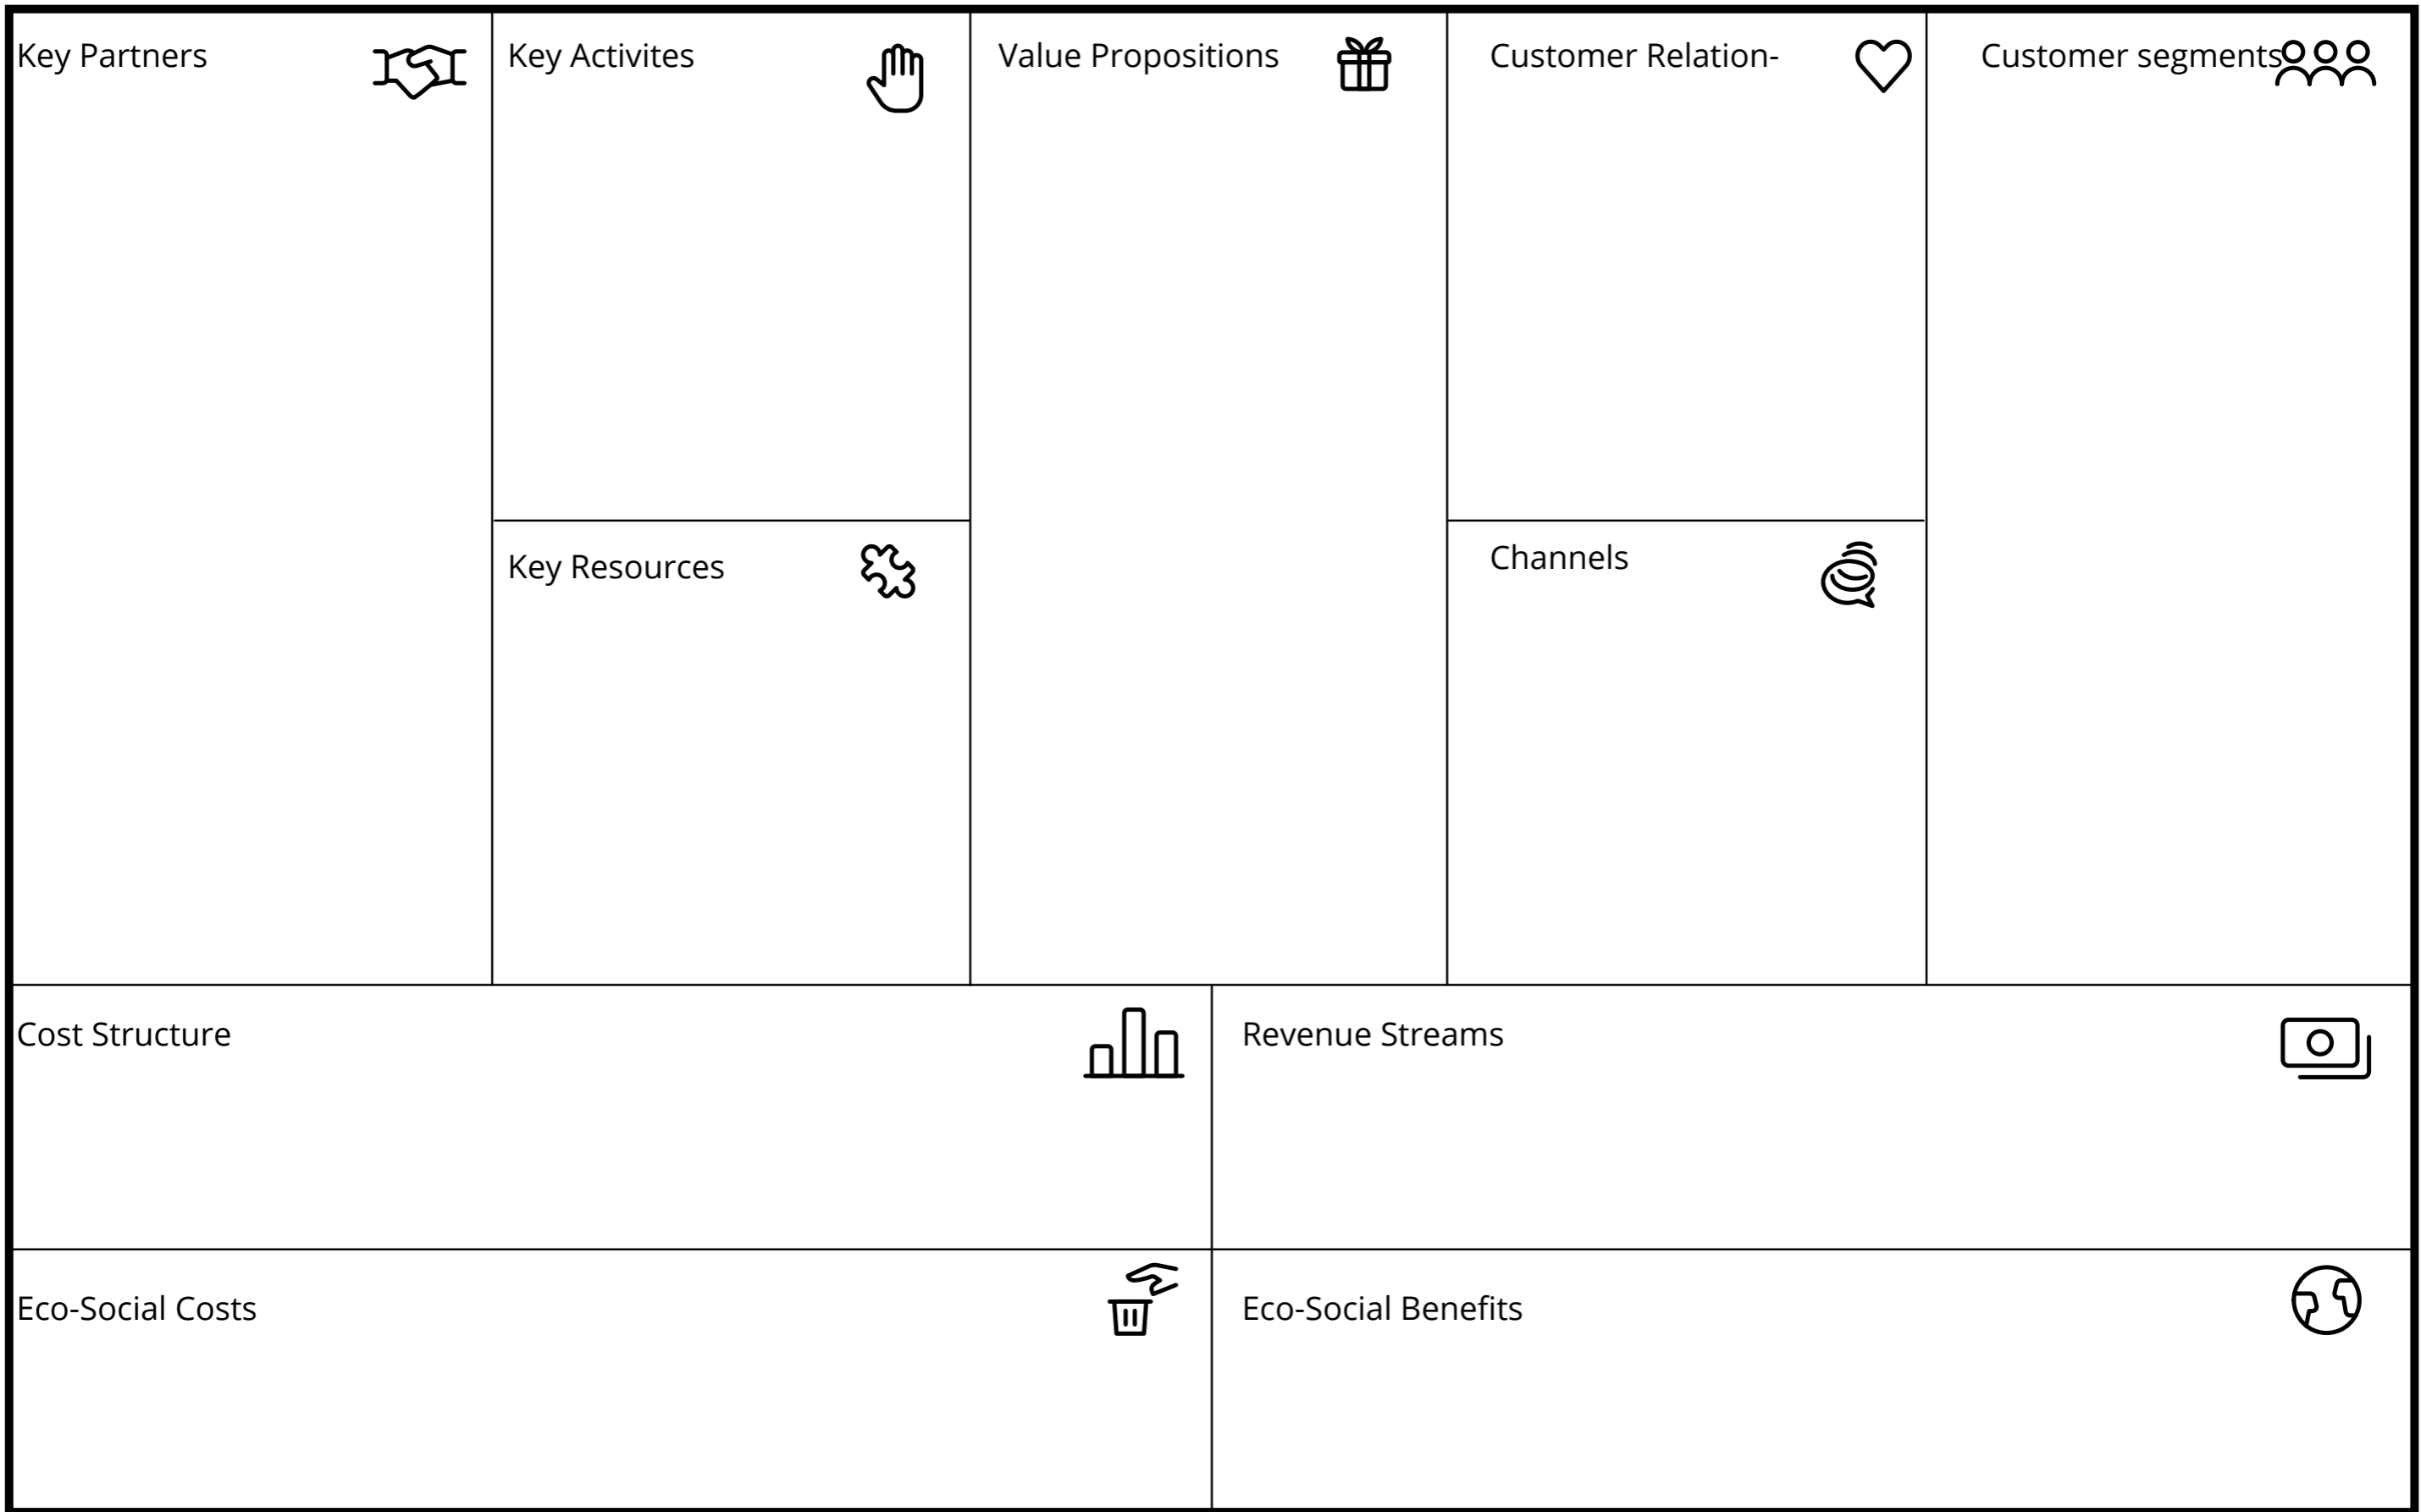 Key Partners
Key Activites
Value Propositions
Customer Relation-
Customer segments
Key Resources
Channels
Cost Structure
Revenue Streams
Eco-Social Costs
Eco-Social Benefits